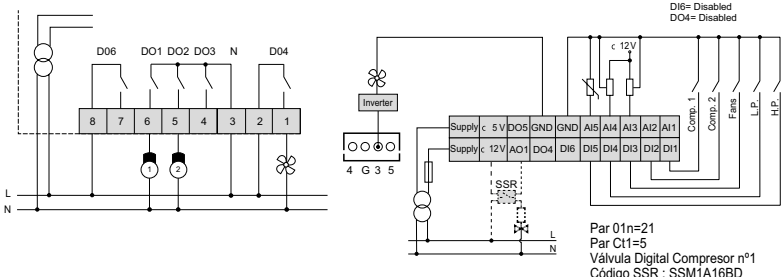 DI6= Disabled
DO4= Disabled
D06 DO1 DO2 DO3 N D04
c 12V
Inverter
8 7 6 5 4 3 2 1
Supply c 5 V DO5 GND GND AI5 AI4 AI3 AI2 AI1
Supply c 12V AO1 DO4 DI6 DI5 DI4 DI3 DI2 DI1
Comp. 1
Comp. 2
Fans
L.P.
H.P.
4 G 3 5
1 2
SSR
L
N
L
N
Par 01n=21
Par Ct1=5
Válvula Digital Compresor nº1
Código SSR : SSM1A16BD